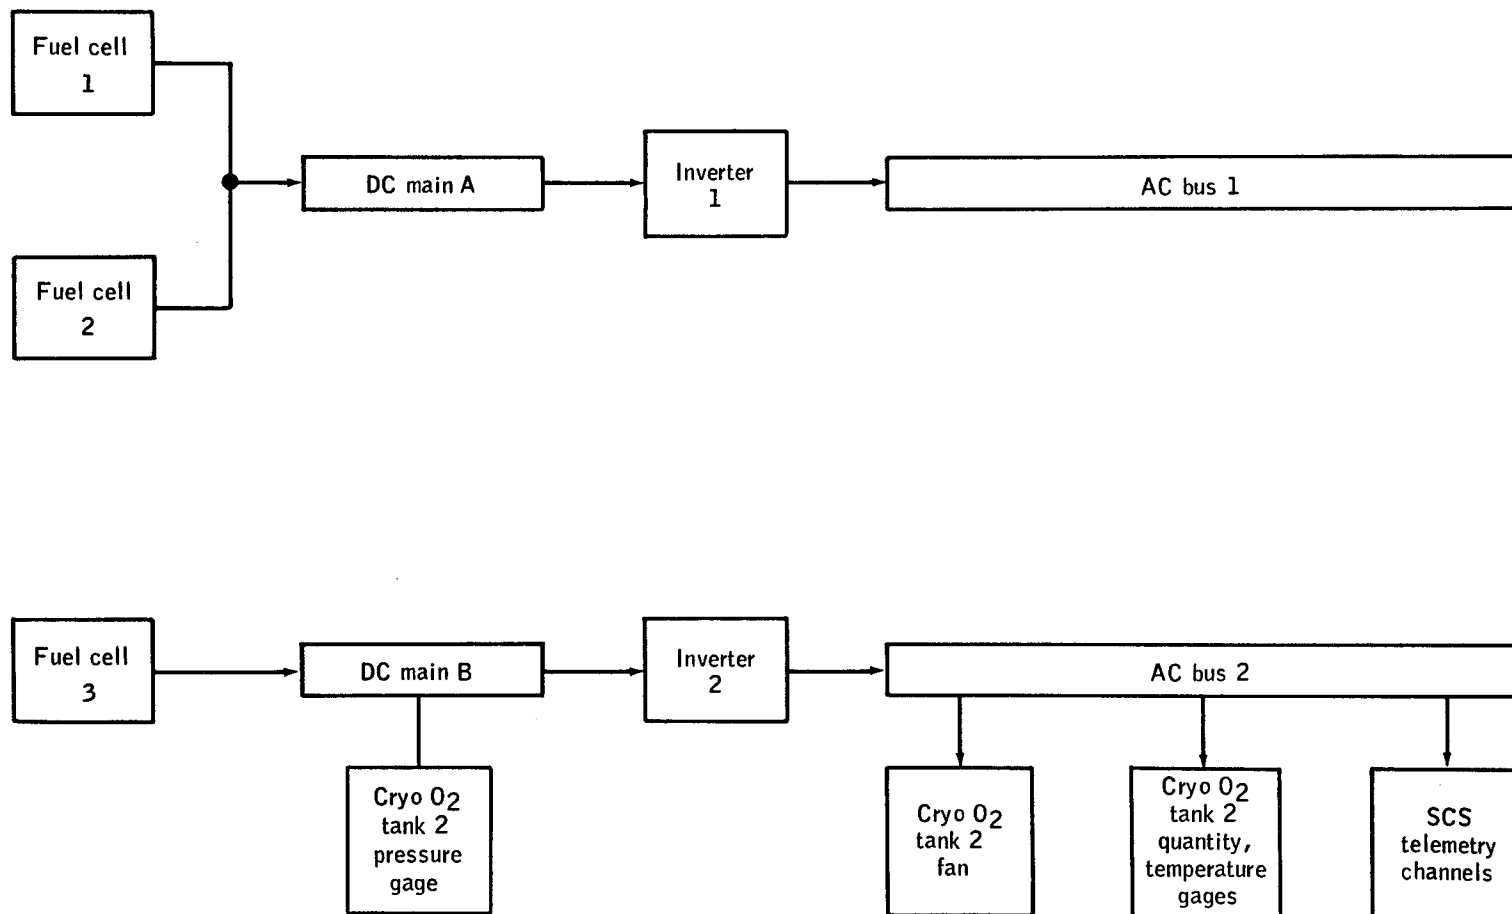 Fuel cell
1
DC main A
Inverter
1
AC bus 1
Fuel cell
2
Fuel cell
3
DC main B
Inverter
2
AC bus 2
Cryo O2
tank 2
pressure
gage
Cryo O2
tank 2
fan
Cryo O2
tank 2
quantity,
temperature
gages
SCS
telemetry
channels